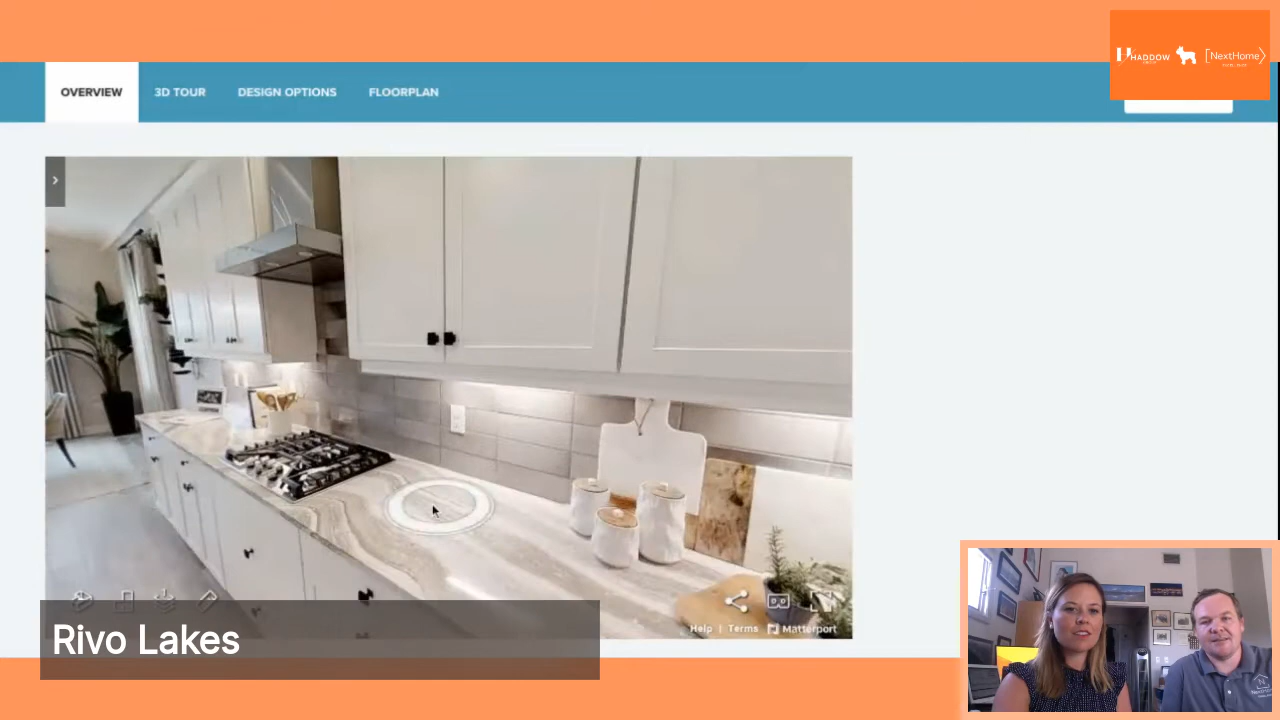 HADDOW
[NextHome]
OVERVIEW
3D TOUR
DESIGN OPTIONS
FLOORPLAN
Help | Terms
Matterport
Rivo Lakes